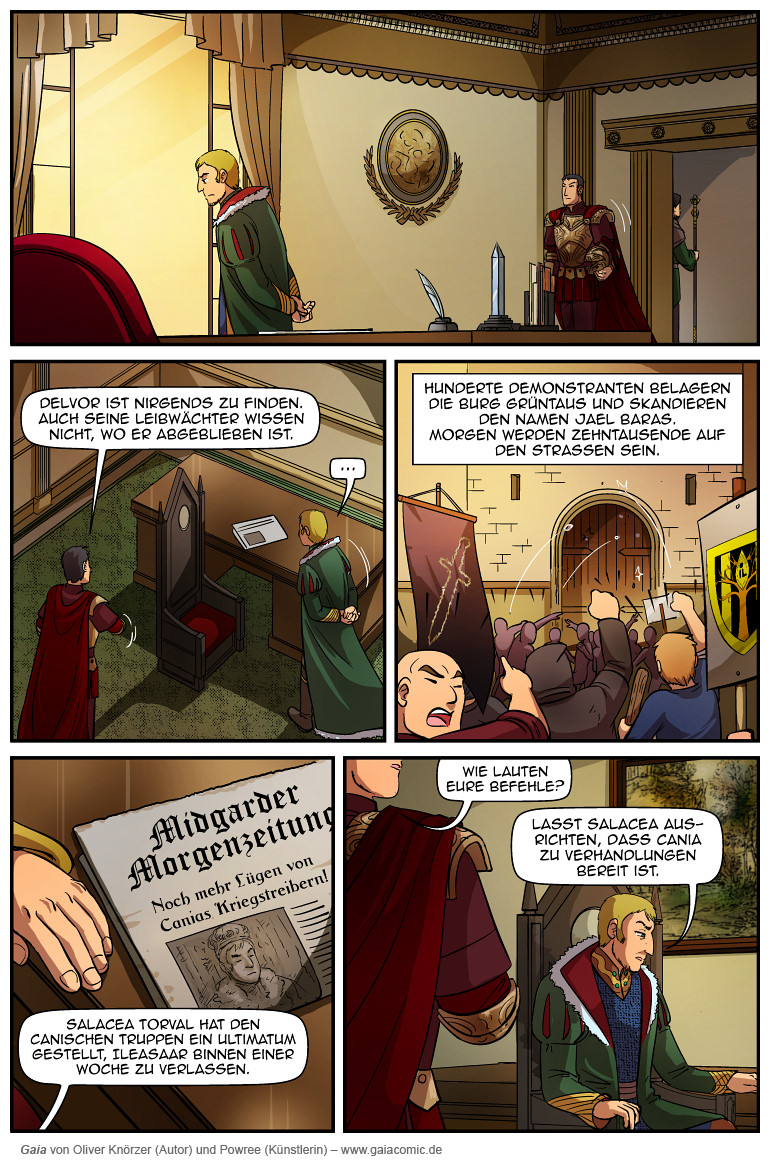 DELVOR IST NIRGENDS ZU FINDEN.
AUCH SEINE LEIBWÄCHTER WISSEN
NICHT, WO ER ABGEBLIEBEN IST.
...
HUNDERTE DEMONSTRANTEN BELAGERN
DIE BURG GRÜNTAUS UND SKANDIEREN
DEN NAMEN JAEL BARAS.
MORGEN WERDEN ZEHNTAUSENDE AUF
DEN STRASSEN SEIN.
Midgarder
Morgenzeitung
Noch mehr Lügen von
Canias Kriegstreibern!
SALACEA TORVAL HAT DEN
CANISCHEN TRUPPEN EIN ULTIMATUM
GESTELLT, ILEASAAR BINNEN EINER
WOCHE ZU VERLASSEN.
WIE LAUTEN
EURE BEFEHLE?
LASST SALACEA AUS-
RICHTEN, DASS CANIA
ZU VERHANDLUNGEN
BEREIT IST.
Gaia von Oliver Knörzer (Autor) und Powree (Künstlerin) – www.gaiacomic.de